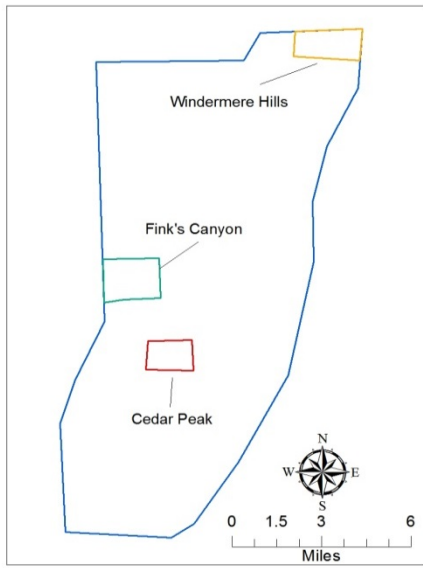 Windermere Hills
Fink's Canyon
Cedar Peak
N
W E
S
0 1.5 3 6
Miles